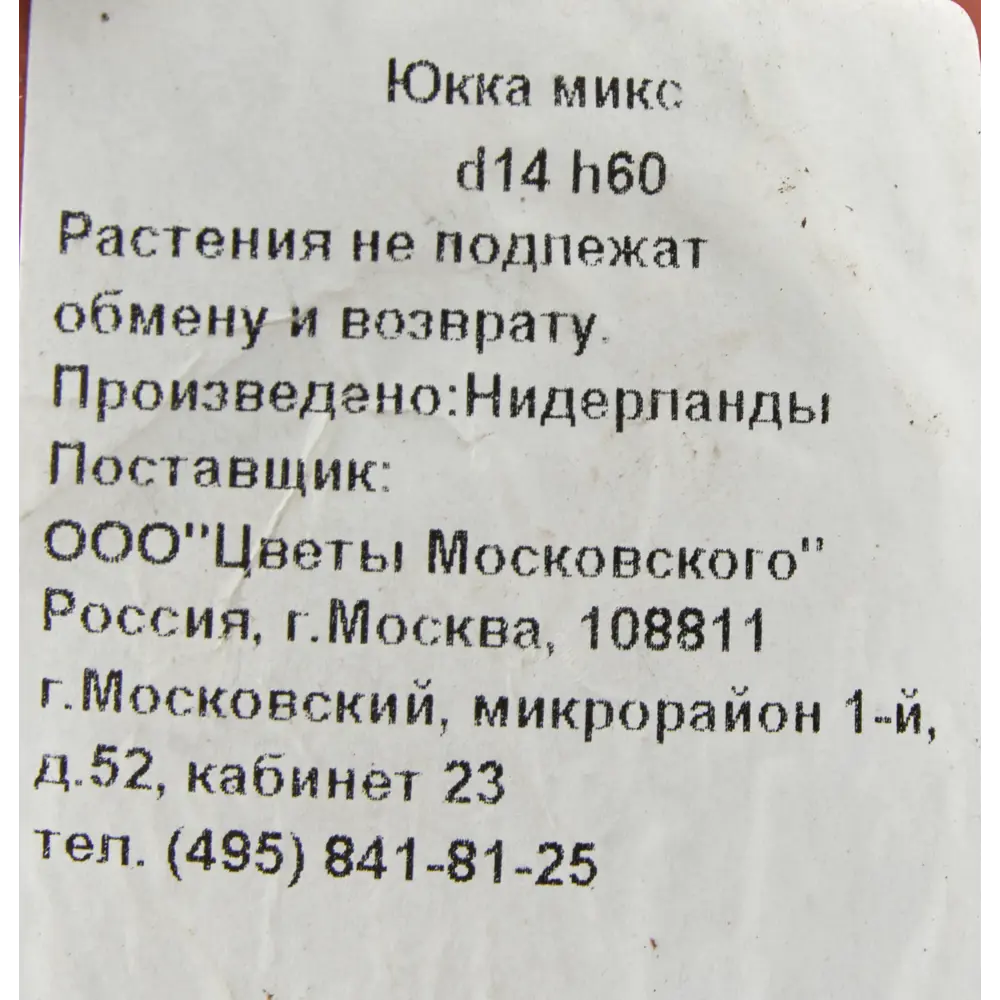 Юкка микс
d14 h60
Растения не подлежат
обмену и возврату.
Произведено:Нидерланды
Поставщик:
ООО"Цветы Московского"
Россия, г.Москва, 108811
г.Московский, микрорайон 1-й,
д.52, кабинет 23
тел. (495) 841-81-25